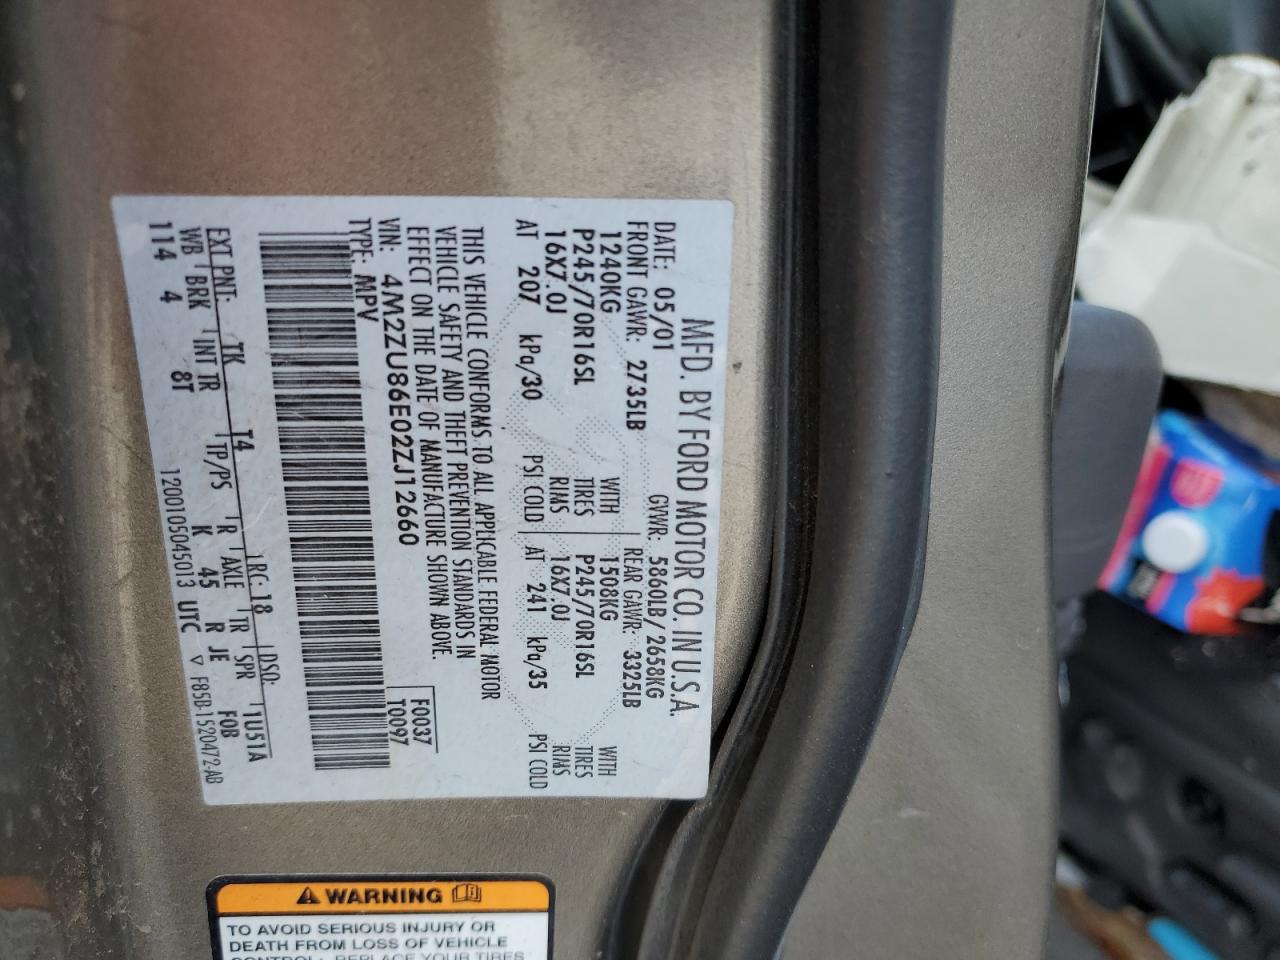 MFD. BY FORD MOTOR CO. IN U.S.A.
DATE: 05/01 GVWR: 5860LB/ 2658KG
FRONT GAWR: 2735LB REAR GAWR: 3325LB
1240KG WITH 1508KG WITH
P245/70R16SL TIRES P245/70R16SL TIRES
16X7.0J RIMS 16X7.0J RIMS
AT 207 kPa/30 PSI COLD AT 241 kPa/35 PSI COLD
THIS VEHICLE CONFORMS TO ALL APPLICABLE FEDERAL MOTOR
VEHICLE SAFETY AND THEFT PREVENTION STANDARDS IN
EFFECT ON THE DATE OF MANUFACTURE SHOWN ABOVE.
VIN: 4M2ZU86E02ZJ12660 F0037
TYPE: MPV T0097
EXT PNT: TK T4 RC: 18 DSO:
WB BRK INT TR TP/PS R AXLE TR SPR 1U51A
114 4 8T K 45 R JE F0B
1200105045013 UTC ▽ F85B-1520472-AB
⚠ WARNING
TO AVOID SERIOUS INJURY OR
DEATH FROM LOSS OF VEHICLE
CONTROL: REPLACE YOUR TIRES